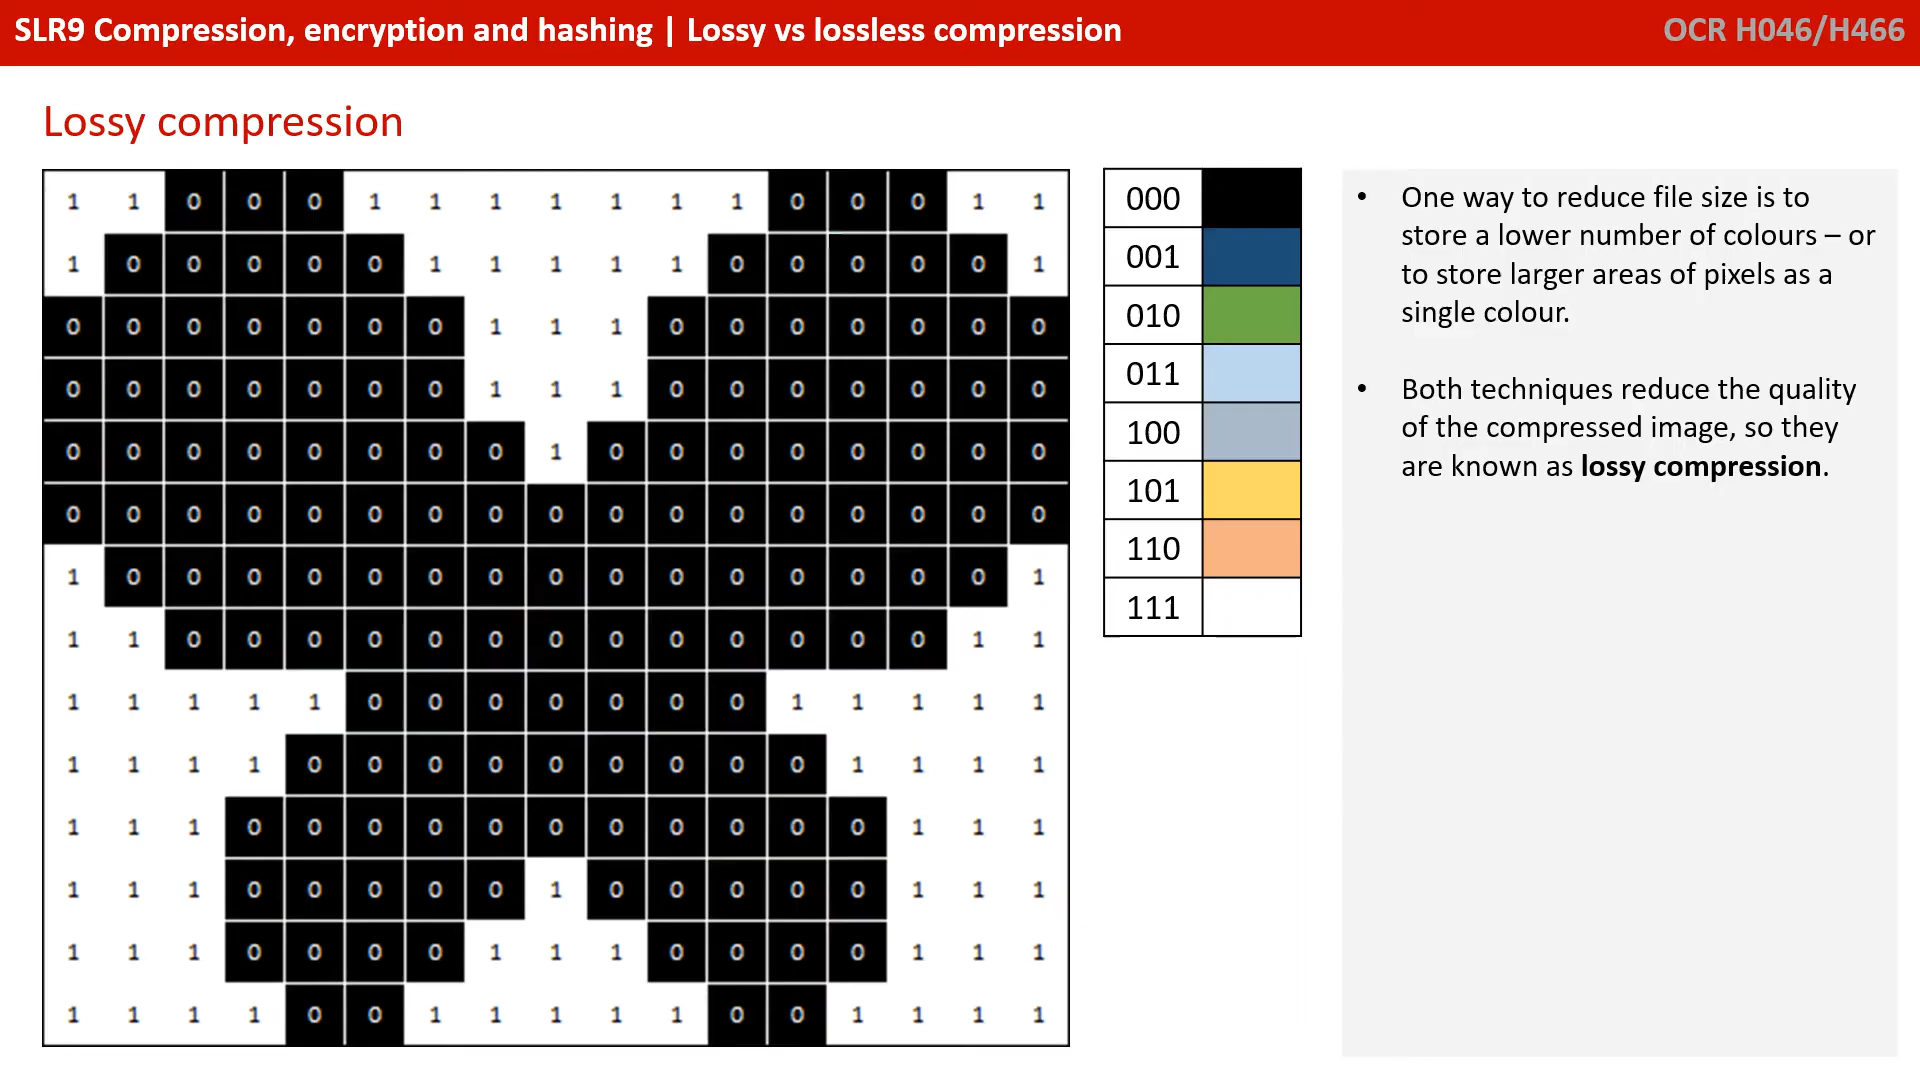 SLR9 Compression, encryption and hashing | Lossy vs lossless compression
OCR H046/H466
Lossy compression
1 1 0 0 0 1 1 1 1 1 1 1 0 0 0 1 1
1 0 0 0 0 0 1 1 1 1 1 0 0 0 0 0 1
0 0 0 0 0 0 0 1 1 1 0 0 0 0 0 0 0
0 0 0 0 0 0 0 1 1 1 0 0 0 0 0 0 0
0 0 0 0 0 0 0 0 1 0 0 0 0 0 0 0 0
0 0 0 0 0 0 0 0 0 0 0 0 0 0 0 0 0
1 0 0 0 0 0 0 0 0 0 0 0 0 0 0 0 1
1 1 0 0 0 0 0 0 0 0 0 0 0 0 0 1 1
1 1 1 1 1 0 0 0 0 0 0 0 1 1 1 1 1
1 1 1 1 0 0 0 0 0 0 0 0 0 1 1 1 1
1 1 1 0 0 0 0 0 0 0 0 0 0 0 1 1 1
1 1 1 0 0 0 0 0 1 0 0 0 0 0 1 1 1
1 1 1 0 0 0 0 1 1 1 0 0 0 0 1 1 1
1 1 1 1 0 0 1 1 1 1 1 0 0 1 1 1 1
000
001
010
011
100
101
110
111
• One way to reduce file size is to
store a lower number of colours – or
to store larger areas of pixels as a
single colour.
• Both techniques reduce the quality
of the compressed image, so they
are known as lossy compression.